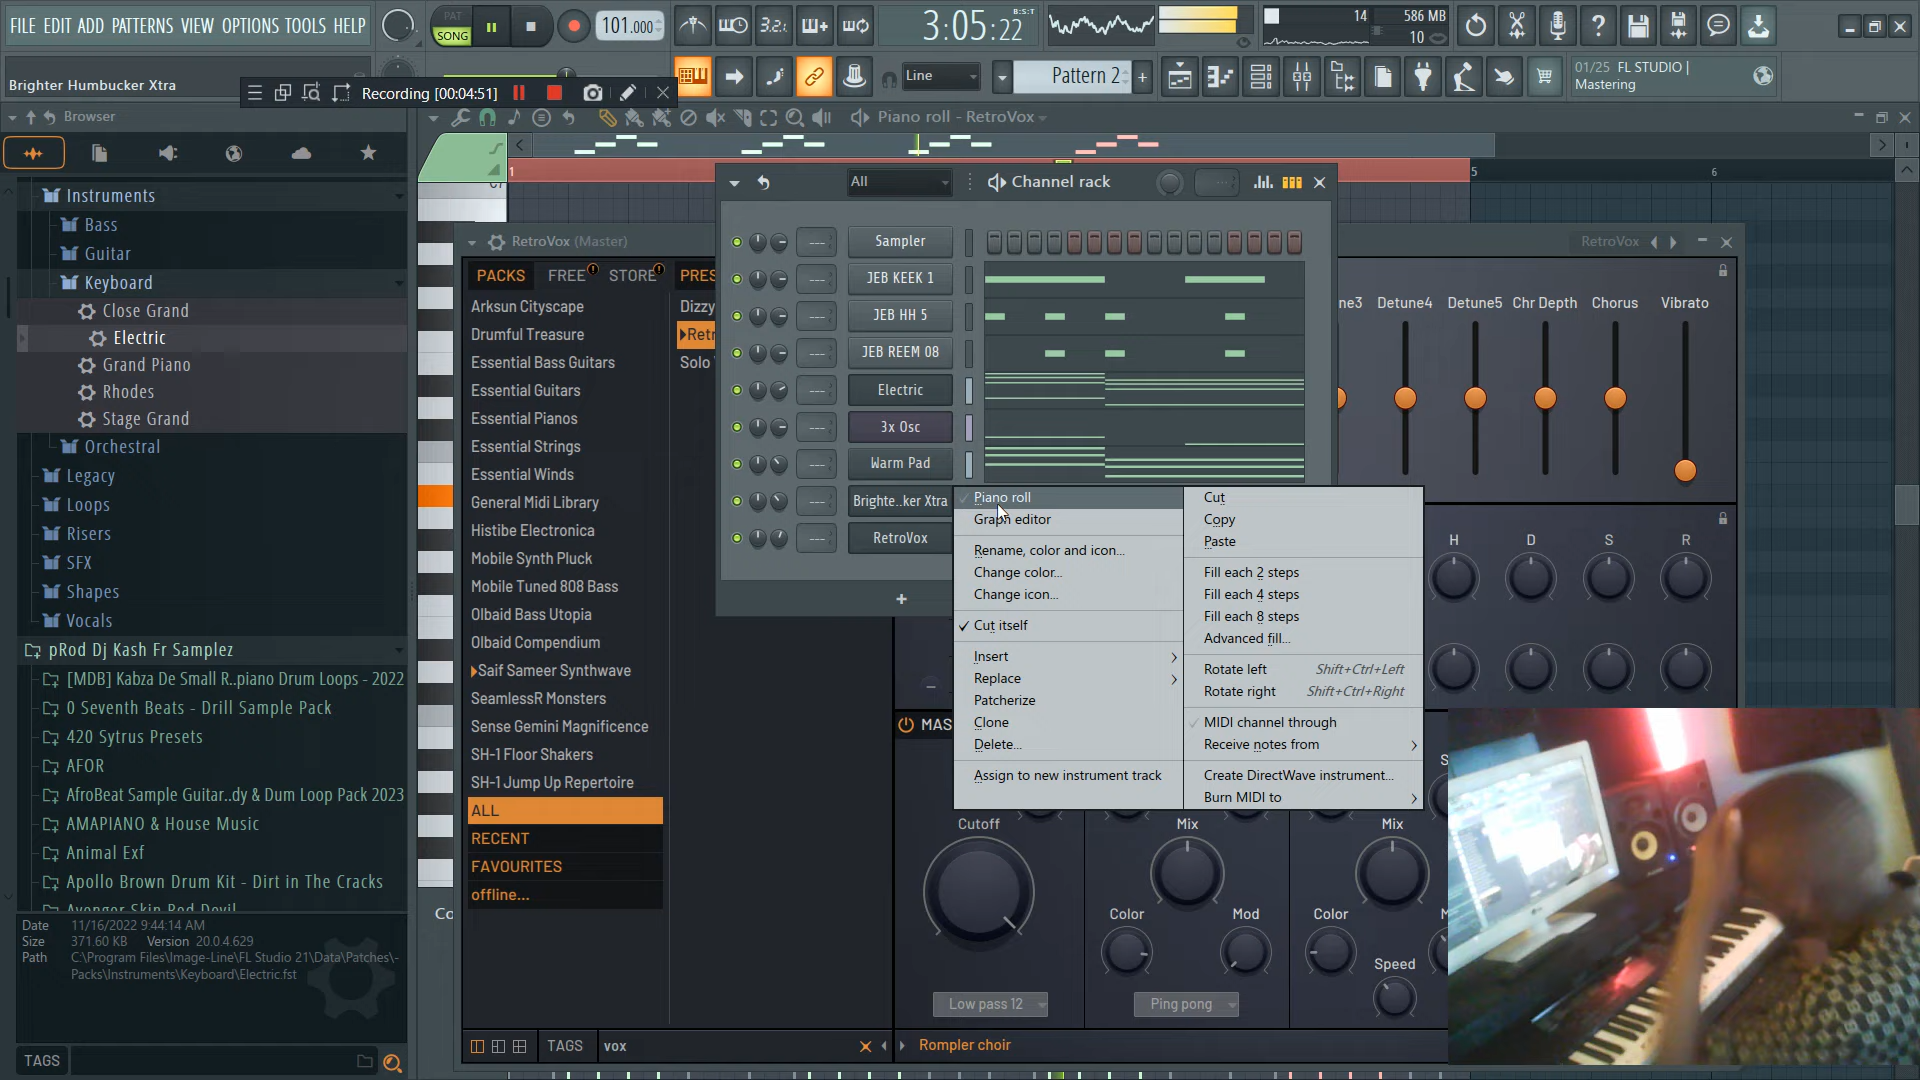 FILE EDIT ADD PATTERNS VIEW OPTIONS TOOLS HELP
PAT
SONG
101.000
3:05:22
B:S:T
14
586 MB
10
Brighter Humbucker Xtra
Recording [00:04:51]
Line
Pattern 2
01/25 FL STUDIO |
Mastering
Browser
Piano roll - RetroVox
1
5
6
Channel rack
All
Instruments
Bass
Guitar
Keyboard
Close Grand
Electric
Grand Piano
Rhodes
Stage Grand
Orchestral
Legacy
Loops
Risers
SFX
Shapes
Vocals
pRod Dj Kash Fr Samplez
[MDB] Kabza De Small R..piano Drum Loops - 2022
0 Seventh Beats - Drill Sample Pack
420 Sytrus Presets
AFOR
AfroBeat Sample Guitar..dy & Dum Loop Pack 2023
AMAPIANO & House Music
Animal Exf
Apollo Brown Drum Kit - Dirt in The Cracks
Date 11/16/2022 9:44:14 AM
Size 371.60 KB Version 20.0.4.629
Path C:\Program Files\Image-Line\FL Studio 21\Data\Patches\-
Packs\Instruments\Keyboard\Electric.fst
TAGS
RetroVox (Master)
PACKS FREE STORE PRES
Arksun Cityscape
Drumful Treasure
Essential Bass Guitars
Essential Guitars
Essential Pianos
Essential Strings
Essential Winds
General Midi Library
Histibe Electronica
Mobile Synth Pluck
Mobile Tuned 808 Bass
Olbaid Bass Utopia
Olbaid Compendium
Saif Sameer Synthwave
SeamlessR Monsters
Sense Gemini Magnificence
SH-1 Floor Shakers
SH-1 Jump Up Repertoire
ALL
RECENT
FAVOURITES
offline...
Dizzy
Retr
Solo
TAGS vox
Rompler choir
Sampler
JEB KEEK 1
JEB HH 5
JEB REEM 08
Electric
3x Osc
Warm Pad
Brighte..ker Xtra
RetroVox
+
Piano roll
Graph editor
Rename, color and icon...
Change color...
Change icon...
Cut itself
Insert
Replace
Patcherize
Clone
Delete...
Assign to new instrument track
Cut
Copy
Paste
Fill each 2 steps
Fill each 4 steps
Fill each 8 steps
Advanced fill...
Rotate left Shift+Ctrl+Left
Rotate right Shift+Ctrl+Right
MIDI channel through
Receive notes from
Create DirectWave instrument...
Burn MIDI to
RetroVox
ne3 Detune4 Detune5 Chr Depth Chorus Vibrato
H D S R
MAS
Cutoff
Mix
Mix
Color
Mod
Color
Speed
Low pass 12
Ping pong
Co